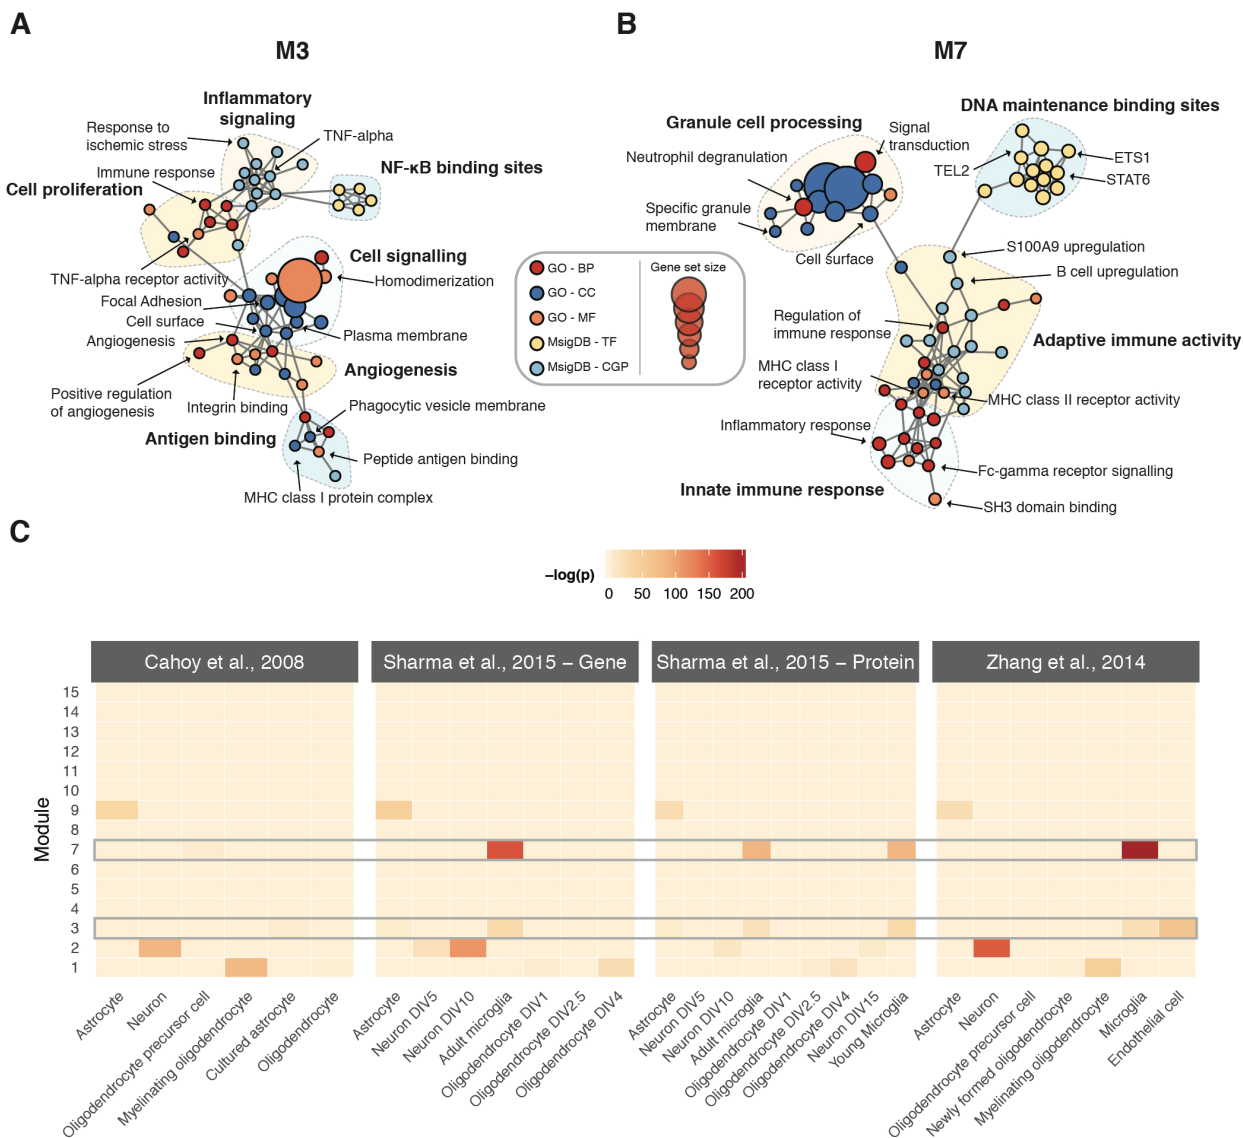 A
M3
Inflammatory
signaling
Response to
ischemic stress
TNF-alpha
Immune response
NF-κB binding sites
Cell proliferation
TNF-alpha receptor activity
Cell signalling
Homodimerization
Focal Adhesion
Cell surface
Plasma membrane
Angiogenesis
Angiogenesis
Positive regulation
of angiogenesis
Integrin binding
Phagocytic vesicle membrane
Antigen binding
Peptide antigen binding
MHC class I protein complex
GO - BP
GO - CC
GO - MF
MsigDB - TF
MsigDB - CGP
Gene set size
B
M7
DNA maintenance binding sites
Granule cell processing
Signal
transduction
Neutrophil degranulation
TEL2
ETS1
STAT6
Specific granule
membrane
Cell surface
S100A9 upregulation
B cell upregulation
Regulation of
immune response
Adaptive immune activity
MHC class I
receptor activity
MHC class II receptor activity
Inflammatory response
Fc-gamma receptor signalling
Innate immune response
SH3 domain binding
C
−log(p)
0 50 100 150 200
Cahoy et al., 2008
Sharma et al., 2015 − Gene
Sharma et al., 2015 − Protein
Zhang et al., 2014
Module
15
14
13
12
11
10
9
8
7
6
5
4
3
2
1
Astrocyte
Neuron
Oligodendrocyte precursor cell
Myelinating oligodendrocyte
Cultured astrocyte
Oligodendrocyte
Astrocyte
Neuron DIV5
Neuron DIV10
Adult microglia
Oligodendrocyte DIV1
Oligodendrocyte DIV2.5
Oligodendrocyte DIV4
Astrocyte
Neuron DIV5
Neuron DIV10
Adult microglia
Oligodendrocyte DIV1
Oligodendrocyte DIV2.5
Oligodendrocyte DIV4
Neuron DIV15
Young Microglia
Astrocyte
Neuron
Oligodendrocyte precursor cell
Newly formed oligodendrocyte
Myelinating oligodendrocyte
Microglia
Endothelial cell